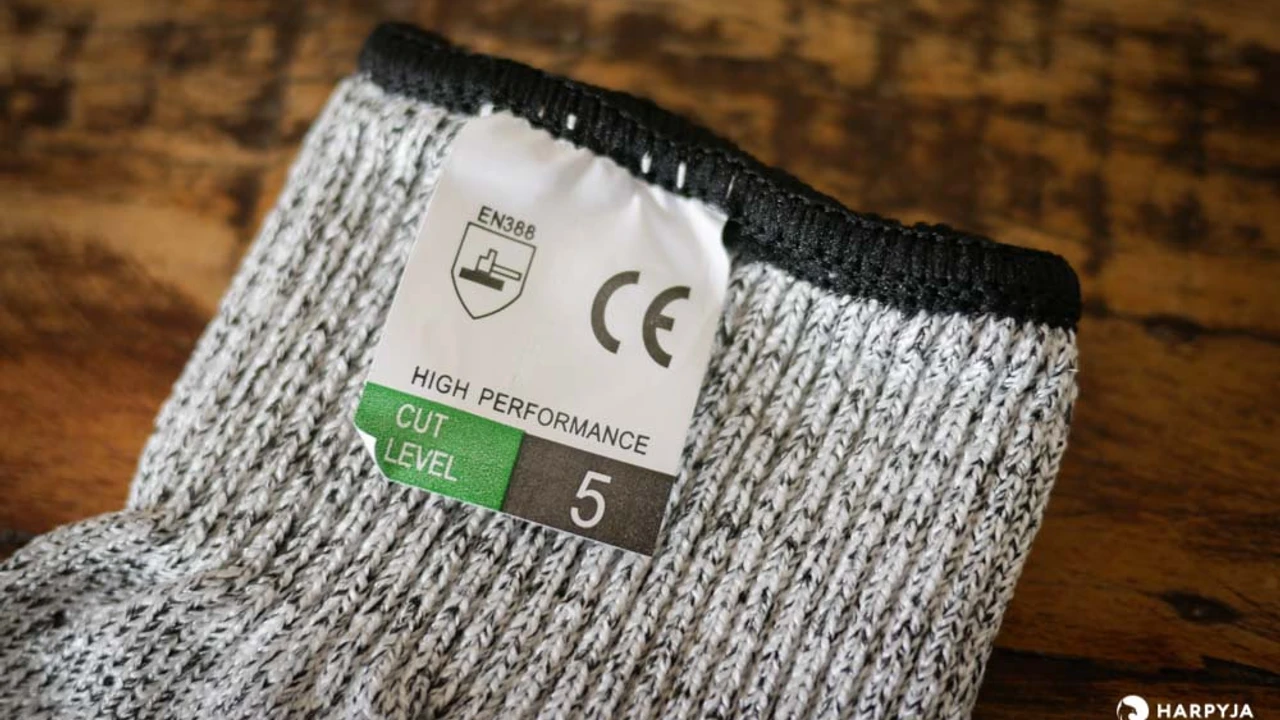 EN388
CE
HIGH PERFORMANCE
CUT
LEVEL
5
HARPYJA